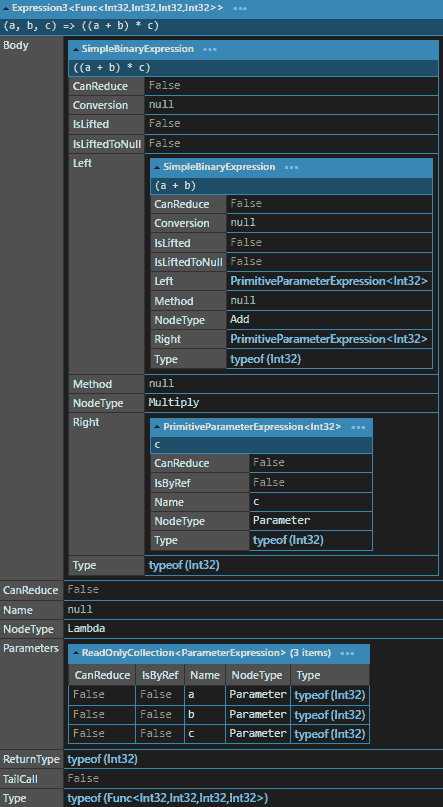 Expression3<Func<Int32,Int32,Int32,Int32>>
(a, b, c) => ((a + b) * c)
Body
SimpleBinaryExpression
((a + b) * c)
CanReduce False
Conversion null
IsLifted False
IsLiftedToNull False
Left
SimpleBinaryExpression
(a + b)
CanReduce False
Conversion null
IsLifted False
IsLiftedToNull False
Left PrimitiveParameterExpression<Int32>
Method null
NodeType Add
Right PrimitiveParameterExpression<Int32>
Type typeof (Int32)
Method null
NodeType Multiply
Right
PrimitiveParameterExpression<Int32>
c
CanReduce False
IsByRef False
Name c
NodeType Parameter
Type typeof (Int32)
Type typeof (Int32)
CanReduce False
Name null
NodeType Lambda
Parameters
ReadOnlyCollection<ParameterExpression> (3 items)
CanReduce IsByRef Name NodeType Type
False False a Parameter typeof (Int32)
False False b Parameter typeof (Int32)
False False c Parameter typeof (Int32)
ReturnType typeof (Int32)
TailCall False
Type typeof (Func<Int32,Int32,Int32,Int32>)